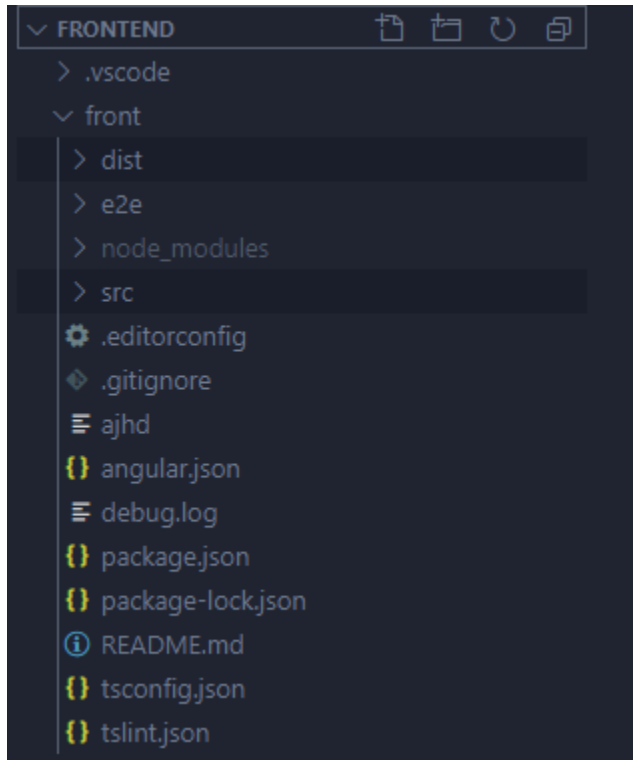 FRONTEND
.vscode
front
dist
e2e
node_modules
src
.editorconfig
.gitignore
ajhd
angular.json
debug.log
package.json
package-lock.json
README.md
tsconfig.json
tslint.json